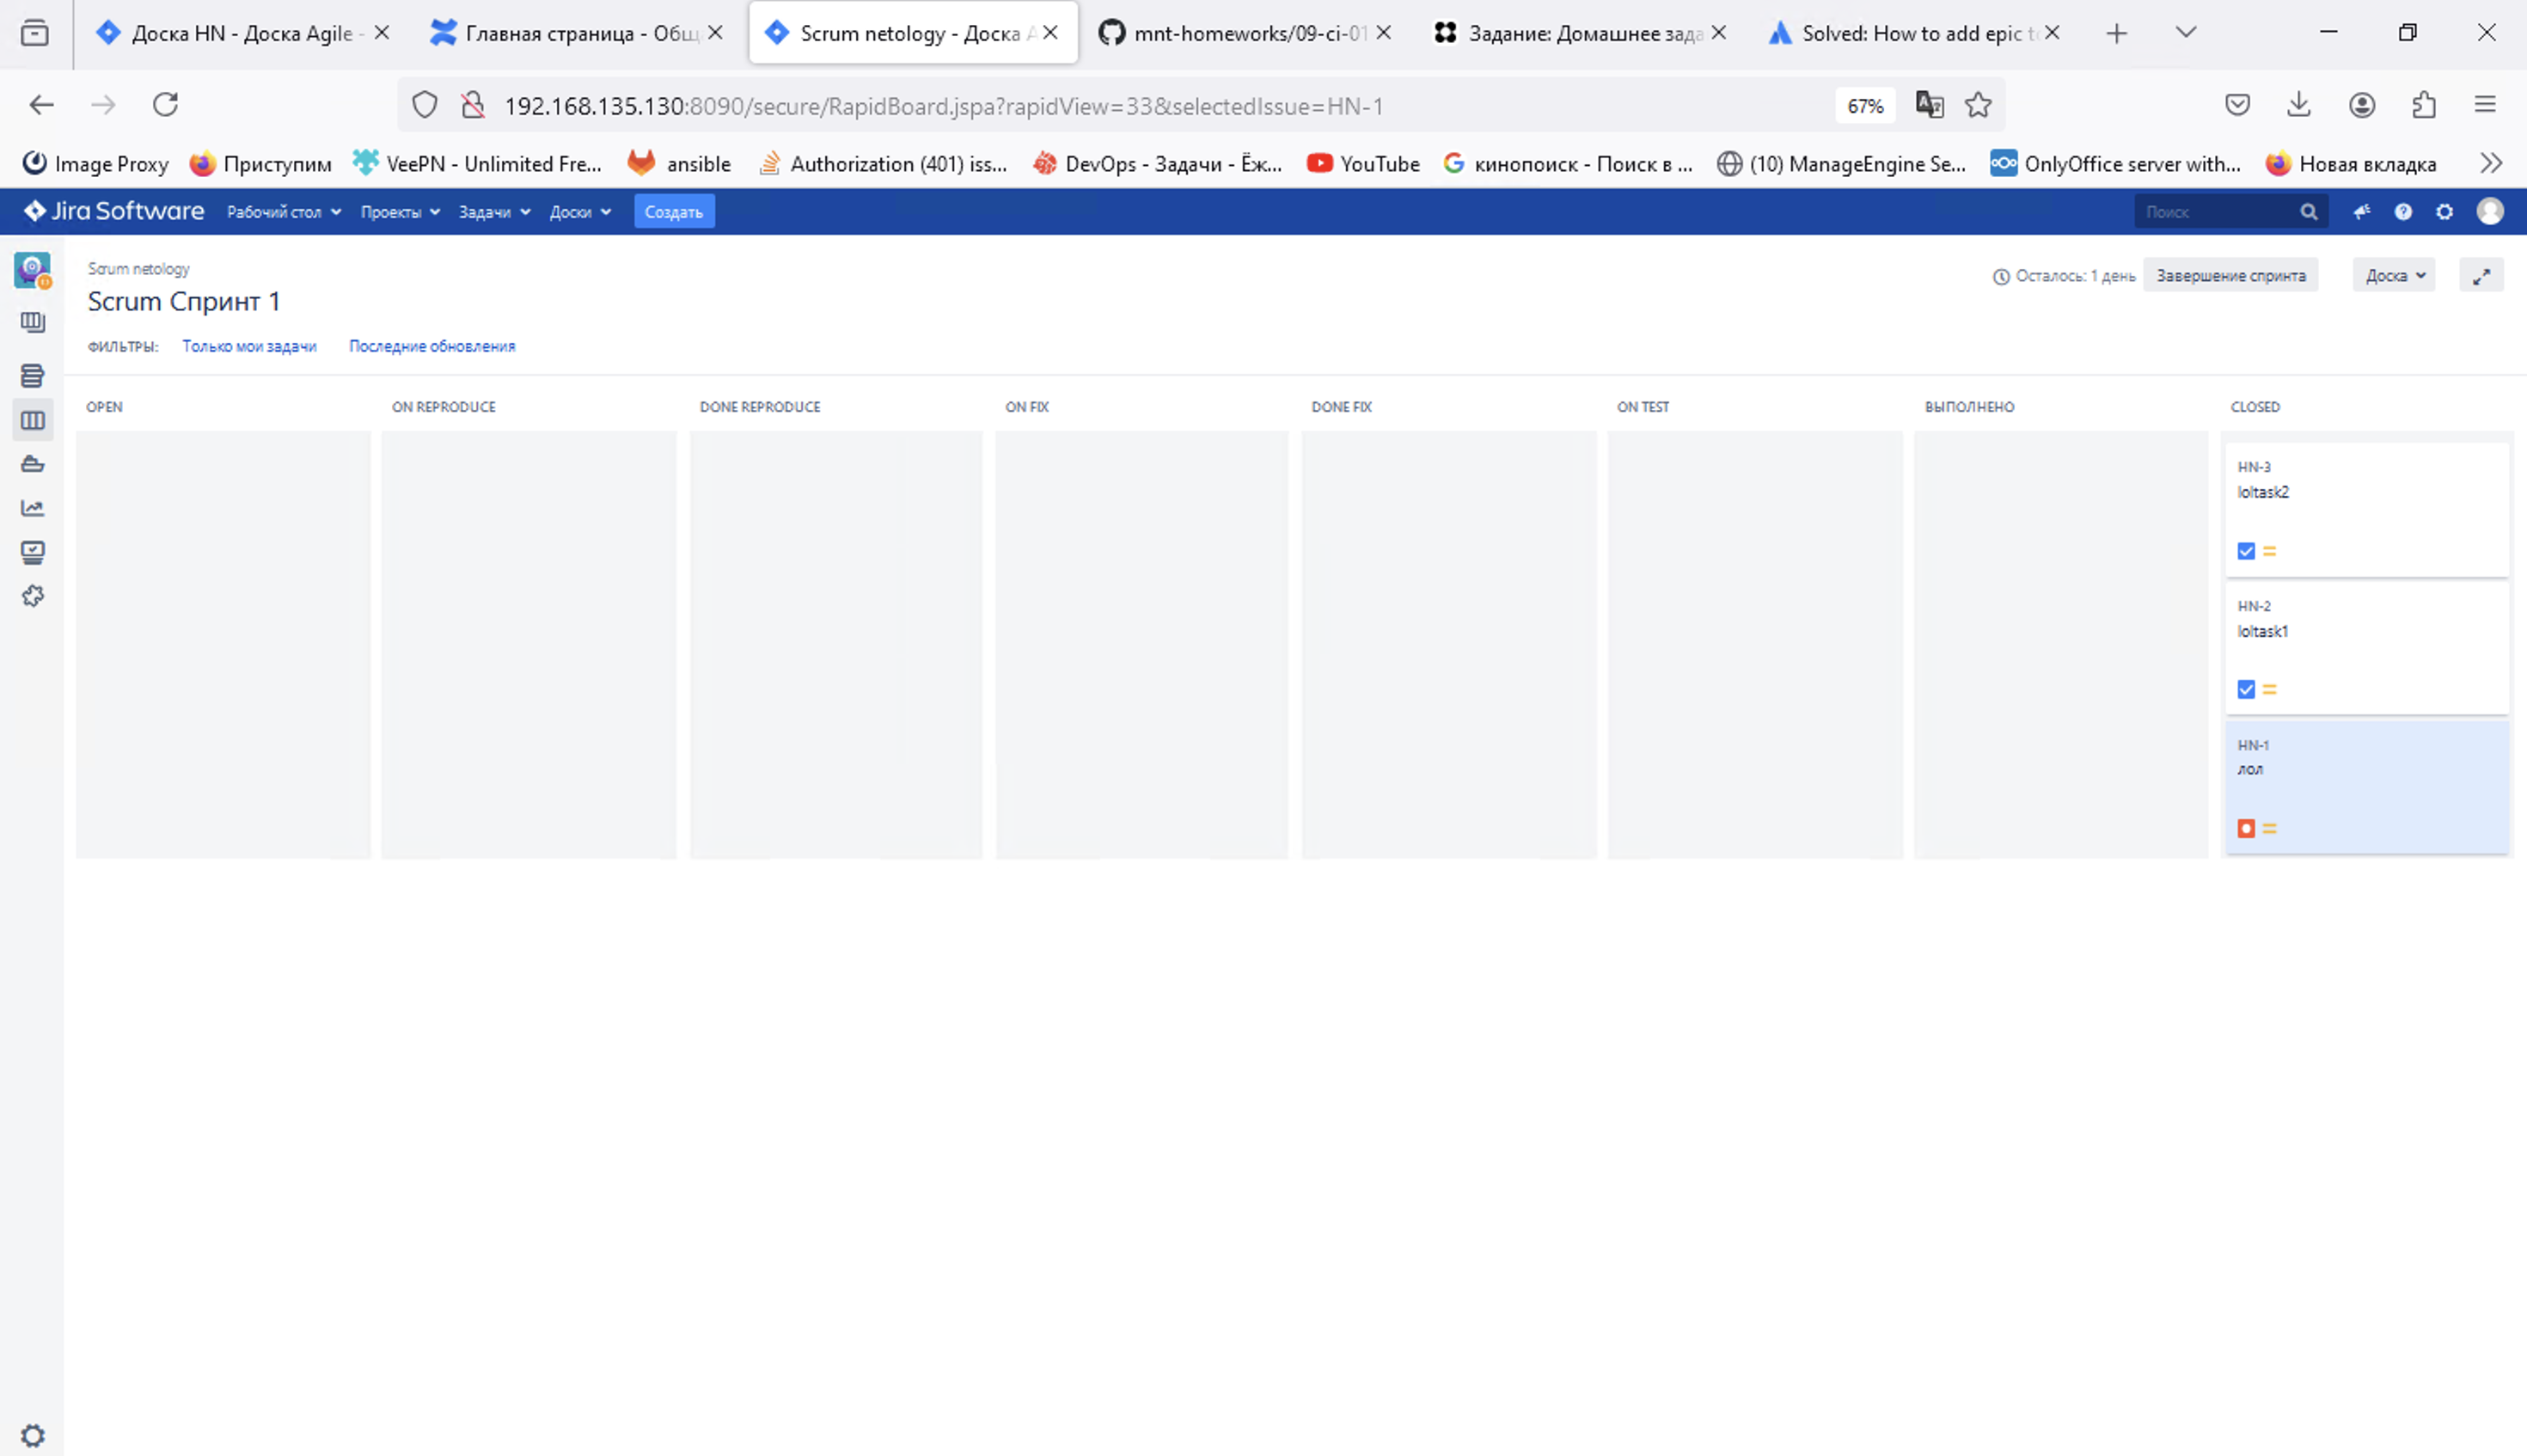 Доска HN - Доска Agile -
Главная страница - Общ
Scrum netology - Доска A
mnt-homeworks/09-ci-01
Задание: Домашнее зада
Solved: How to add epic to
192.168.135.130:8090/secure/RapidBoard.jspa?rapidView=33&selectedIssue=HN-1
67%
Image Proxy
Приступим
VeePN - Unlimited Fre...
ansible
Authorization (401) iss...
DevOps - Задачи - Ёж...
YouTube
кинопоиск - Поиск в ...
(10) ManageEngine Se...
OnlyOffice server with...
Новая вкладка
Jira Software
Рабочий стол
Проекты
Задачи
Доски
Создать
Поиск
Scrum netology
Scrum Спринт 1
Осталось: 1 день
Завершение спринта
Доска
ФИЛЬТРЫ:
Только мои задачи
Последние обновления
OPEN
ON REPRODUCE
DONE REPRODUCE
ON FIX
DONE FIX
ON TEST
ВЫПОЛНЕНО
CLOSED
HN-3
loltask2
HN-2
loltask1
HN-1
лол